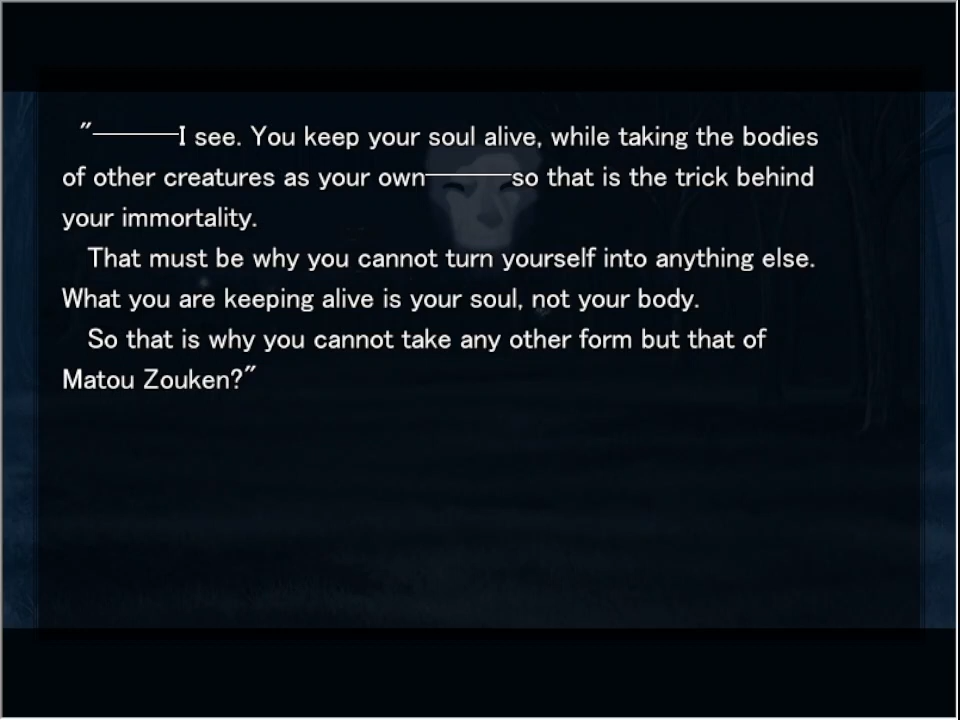 "―――I see. You keep your soul alive, while taking the bodies
of other creatures as your own―――so that is the trick behind
your immortality.
That must be why you cannot turn yourself into anything else.
What you are keeping alive is your soul, not your body.
So that is why you cannot take any other form but that of
Matou Zouken?"